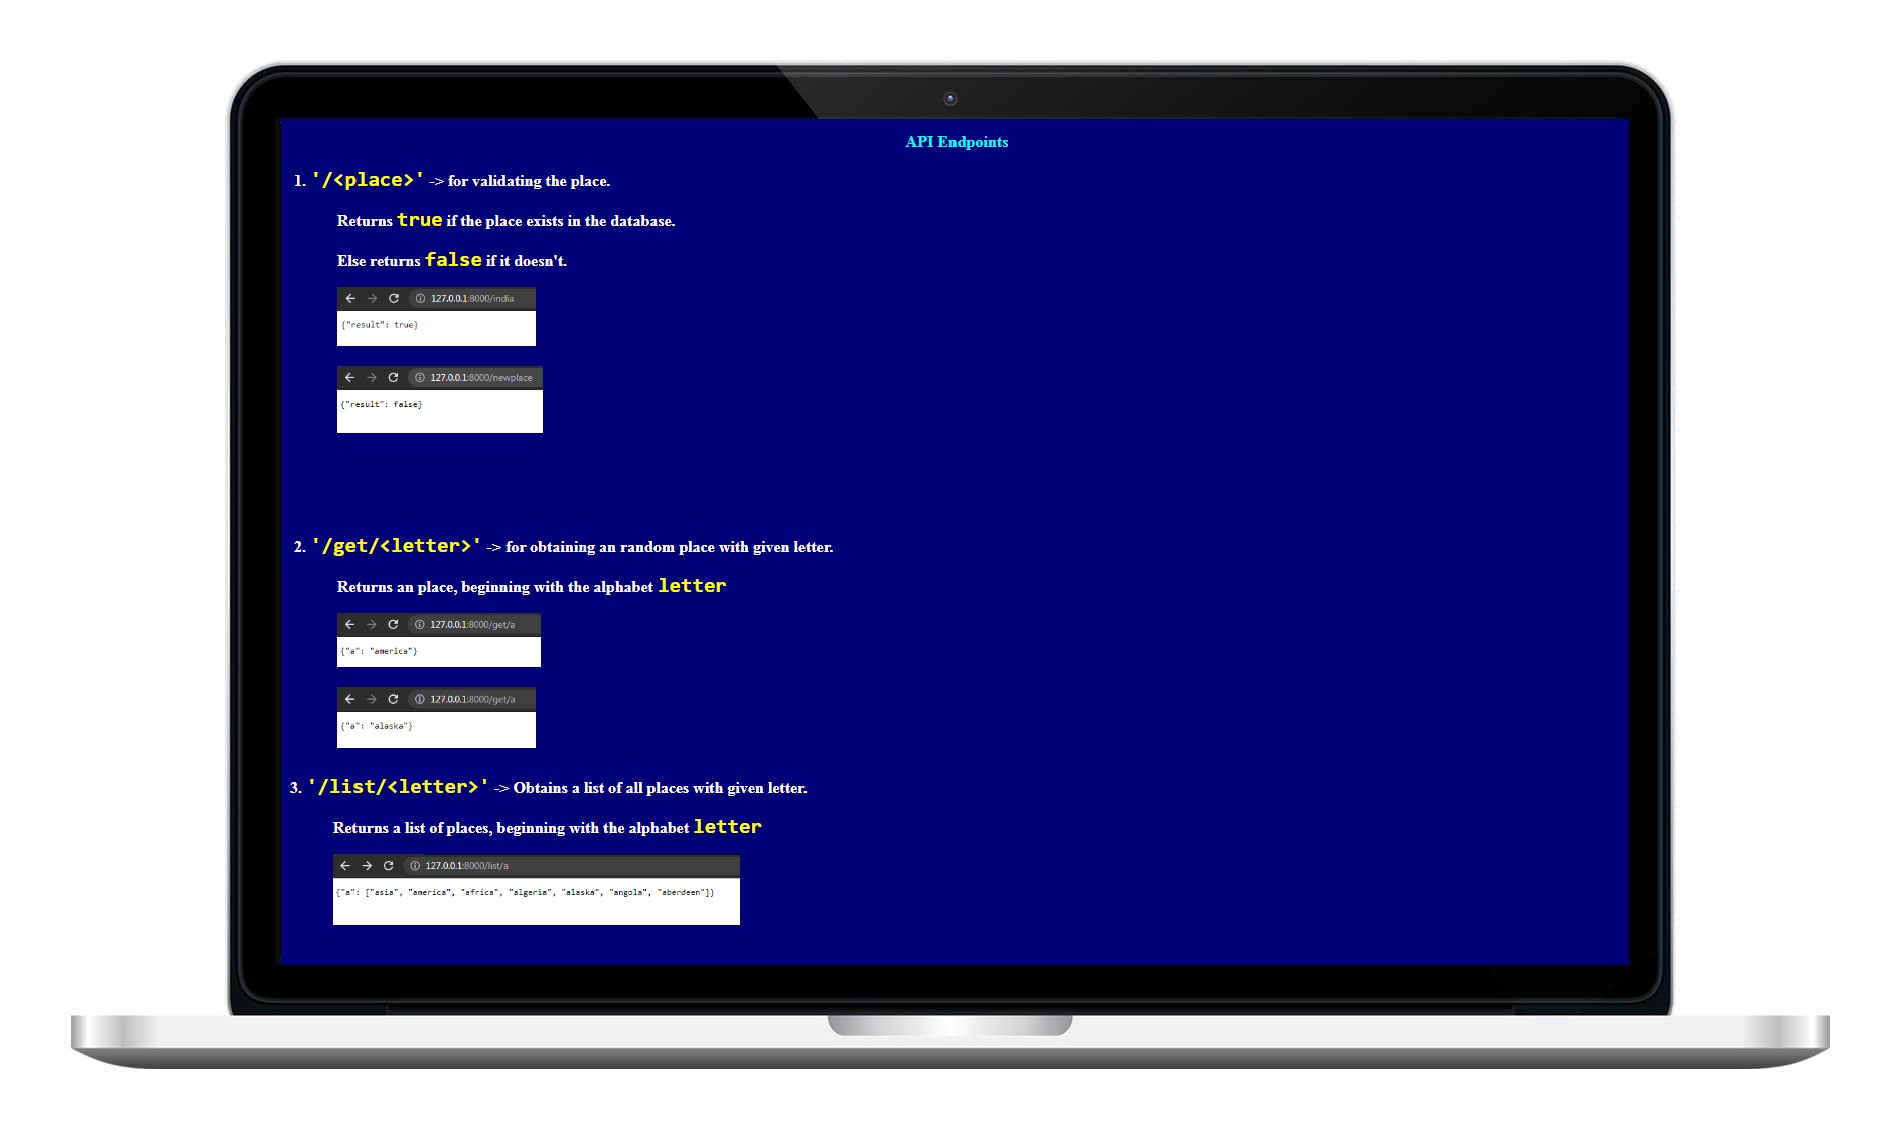 API Endpoints
1. '/<place>' -> for validating the place.
Returns true if the place exists in the database.
Else returns false if it doesn't.
127.0.0.1:8000/india
{"result": true}
127.0.0.1:8000/newplace
{"result": false}
2. '/get/<letter>' -> for obtaining an random place with given letter.
Returns an place, beginning with the alphabet letter
127.0.0.1:8000/get/a
{"a": "america"}
127.0.0.1:8000/get/a
{"a": "alaska"}
3. '/list/<letter>' -> Obtains a list of all places with given letter.
Returns a list of places, beginning with the alphabet letter
127.0.0.1:8000/list/a
{"a": ["asia", "america", "africa", "algeria", "alaska", "angola", "aberdeen"]}